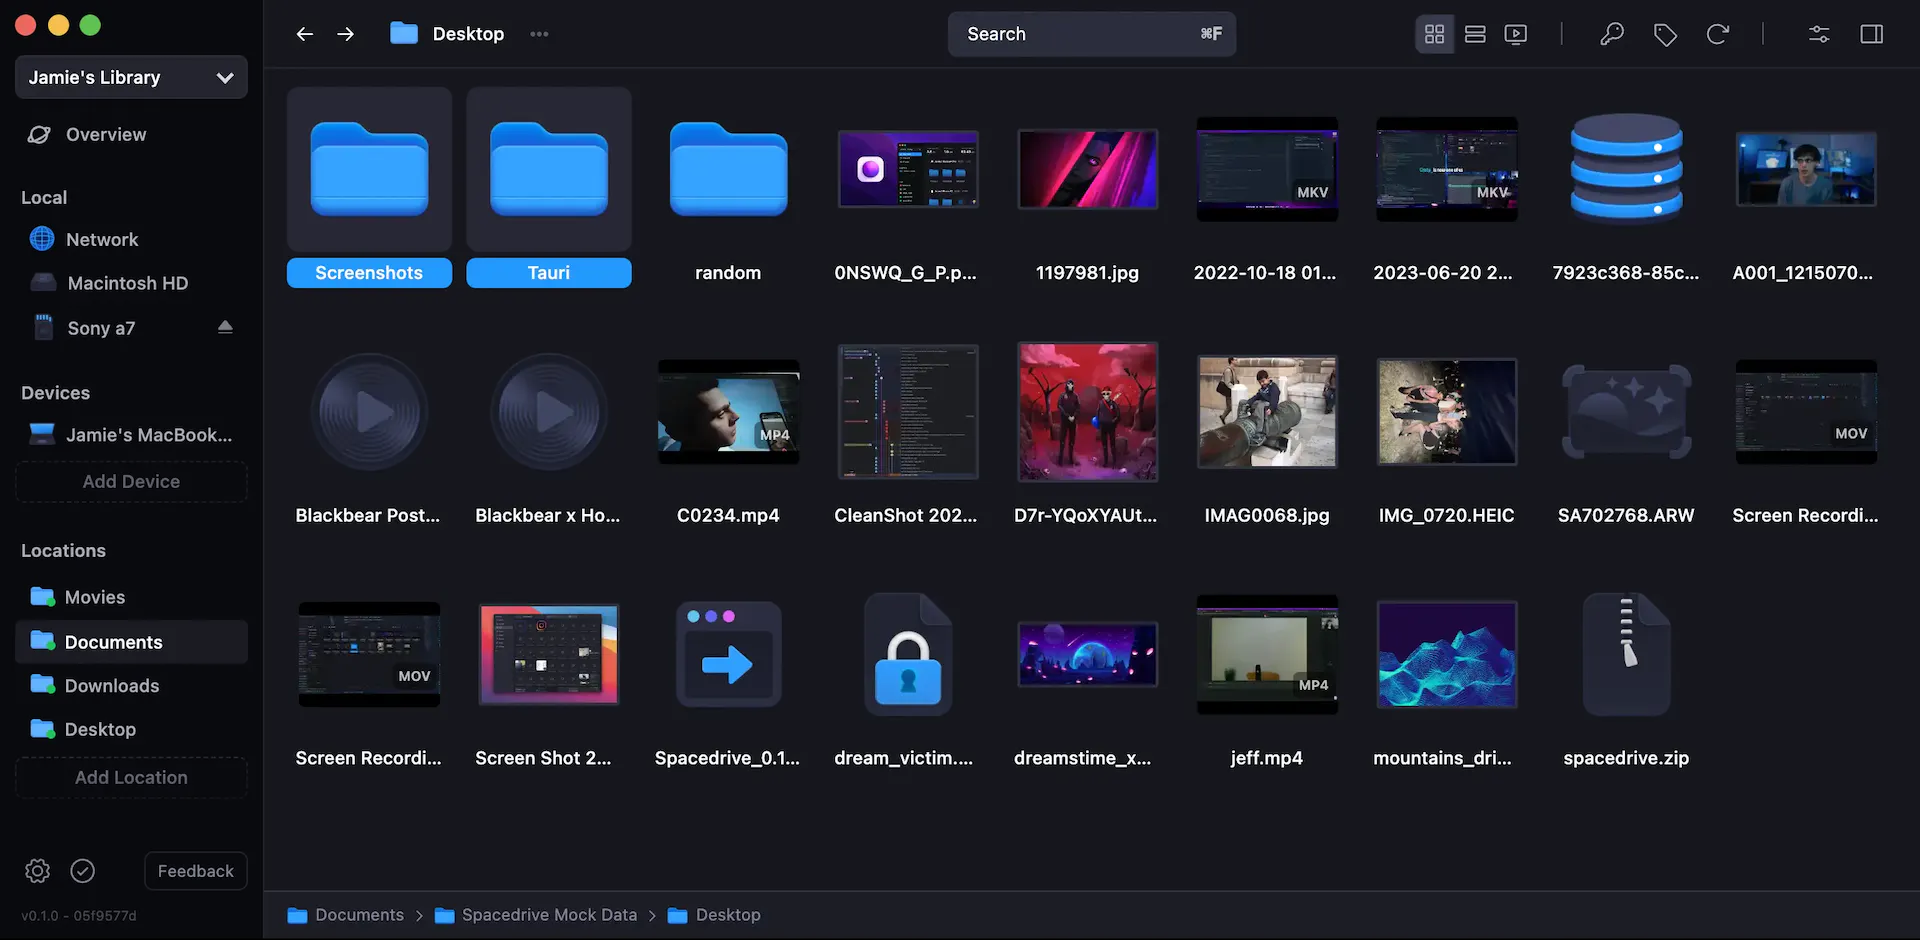 Jamie's Library
Overview
Local
Network
Macintosh HD
Sony a7
Devices
Jamie's MacBook...
Add Device
Locations
Movies
Documents
Downloads
Desktop
Add Location
Feedback
v0.1.0 - 05f9577d
Desktop
Search ⌘F
Screenshots
Tauri
random
0NSWQ_G_P.p...
1197981.jpg
MKV
2022-10-18 01...
MKV
2023-06-20 2...
7923c368-85c...
A001_1215070...
Blackbear Post...
Blackbear x Ho...
MP4
C0234.mp4
CleanShot 202...
D7r-YQoXYAUt...
IMAG0068.jpg
IMG_0720.HEIC
SA702768.ARW
MOV
Screen Recordi...
MOV
Screen Recordi...
Screen Shot 2...
Spacedrive_0.1...
dream_victim....
dreamstime_x...
MP4
jeff.mp4
mountains_dri...
spacedrive.zip
Documents > Spacedrive Mock Data > Desktop